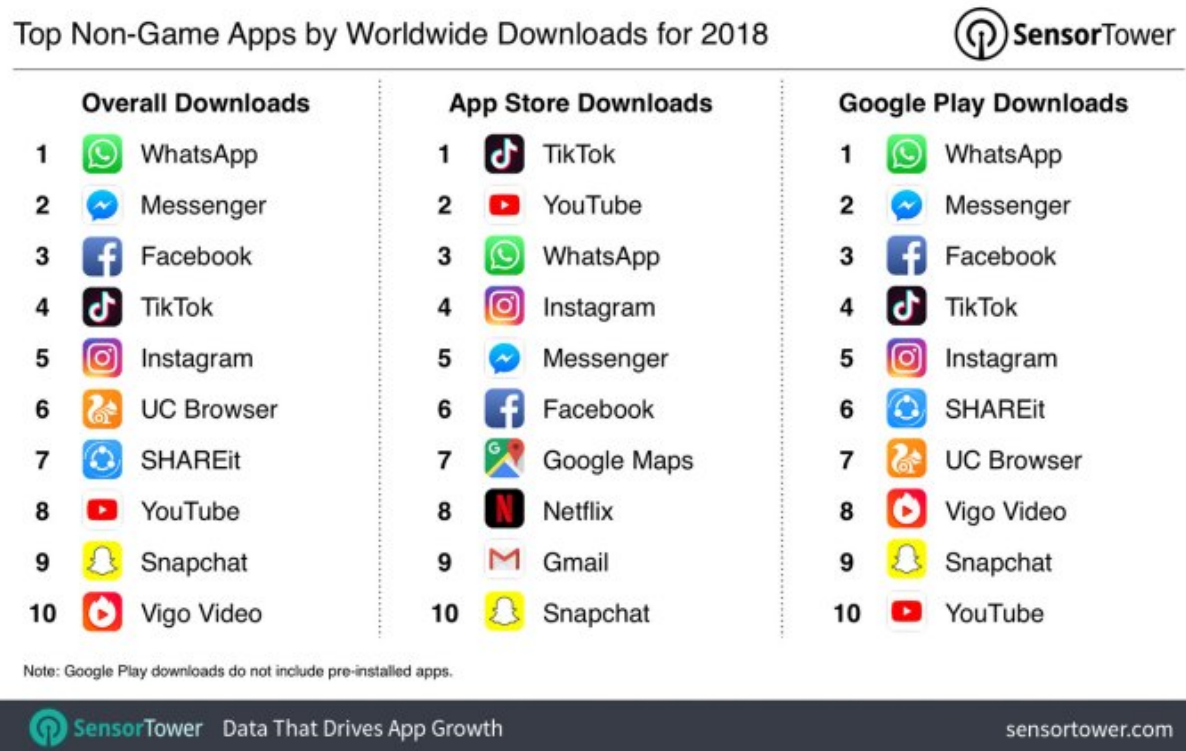 Top Non-Game Apps by Worldwide Downloads for 2018
SensorTower
Overall Downloads
1 WhatsApp
2 Messenger
3 Facebook
4 TikTok
5 Instagram
6 UC Browser
7 SHAREit
8 YouTube
9 Snapchat
10 Vigo Video
App Store Downloads
1 TikTok
2 YouTube
3 WhatsApp
4 Instagram
5 Messenger
6 Facebook
7 Google Maps
8 Netflix
9 Gmail
10 Snapchat
Google Play Downloads
1 WhatsApp
2 Messenger
3 Facebook
4 TikTok
5 Instagram
6 SHAREit
7 UC Browser
8 Vigo Video
9 Snapchat
10 YouTube
Note: Google Play downloads do not include pre-installed apps.
SensorTower Data That Drives App Growth
sensortower.com